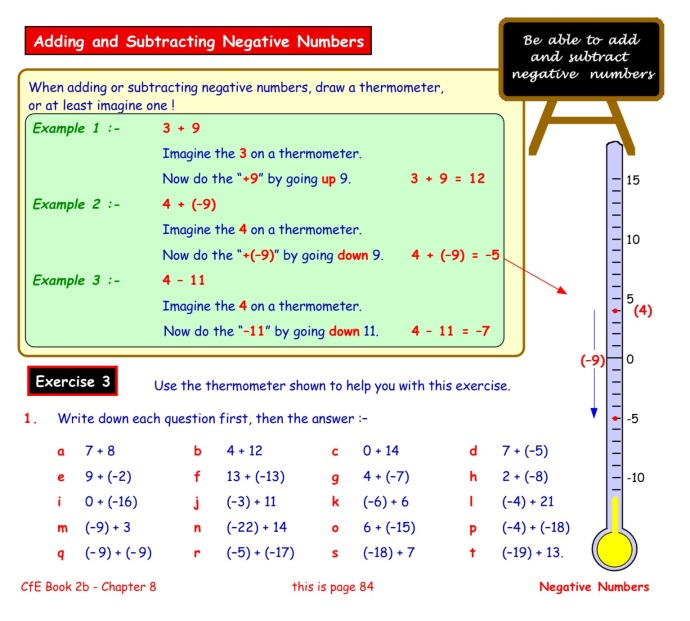 Adding and Subtracting Negative Numbers
Be able to add
and subtract
negative numbers
When adding or subtracting negative numbers, draw a thermometer,
or at least imagine one !
Example 1 :- 3 + 9
Imagine the 3 on a thermometer.
Now do the "+9" by going up 9. 3 + 9 = 12
Example 2 :- 4 + (-9)
Imagine the 4 on a thermometer.
Now do the "+(-9)" by going down 9. 4 + (-9) = -5
Example 3 :- 4 - 11
Imagine the 4 on a thermometer.
Now do the "-11" by going down 11. 4 - 11 = -7
15
10
5
(4)
(-9) 0
-5
-10
Exercise 3 Use the thermometer shown to help you with this exercise.
1. Write down each question first, then the answer :-
a 7 + 8 b 4 + 12 c 0 + 14 d 7 + (-5)
e 9 + (-2) f 13 + (-13) g 4 + (-7) h 2 + (-8)
i 0 + (-16) j (-3) + 11 k (-6) + 6 l (-4) + 21
m (-9) + 3 n (-22) + 14 o 6 + (-15) p (-4) + (-18)
q (-9) + (-9) r (-5) + (-17) s (-18) + 7 t (-19) + 13.
CfE Book 2b - Chapter 8 this is page 84 Negative Numbers